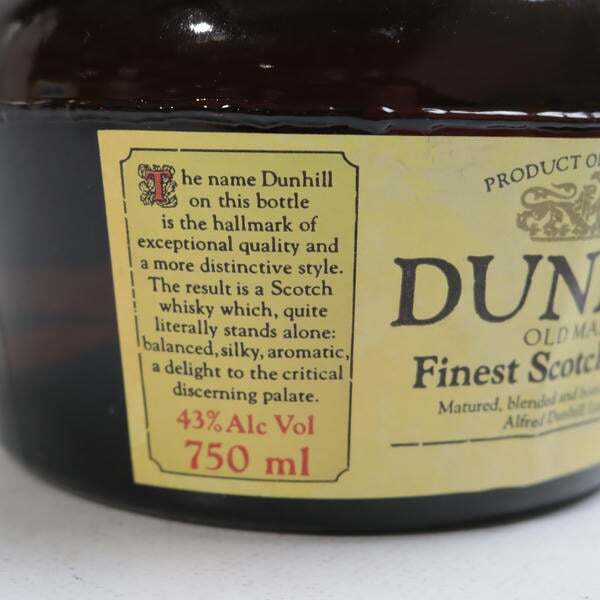 The name Dunhill
on this bottle
is the hallmark of
exceptional quality and
a more distinctive style.
The result is a Scotch
whisky which, quite
literally stands alone:
balanced, silky, aromatic,
a delight to the critical
discerning palate.
43% Alc Vol
750 ml
PRODUCT OF
DUN
OLD MA
Finest Scotch
Matured, blended and
Alfred Dunhill